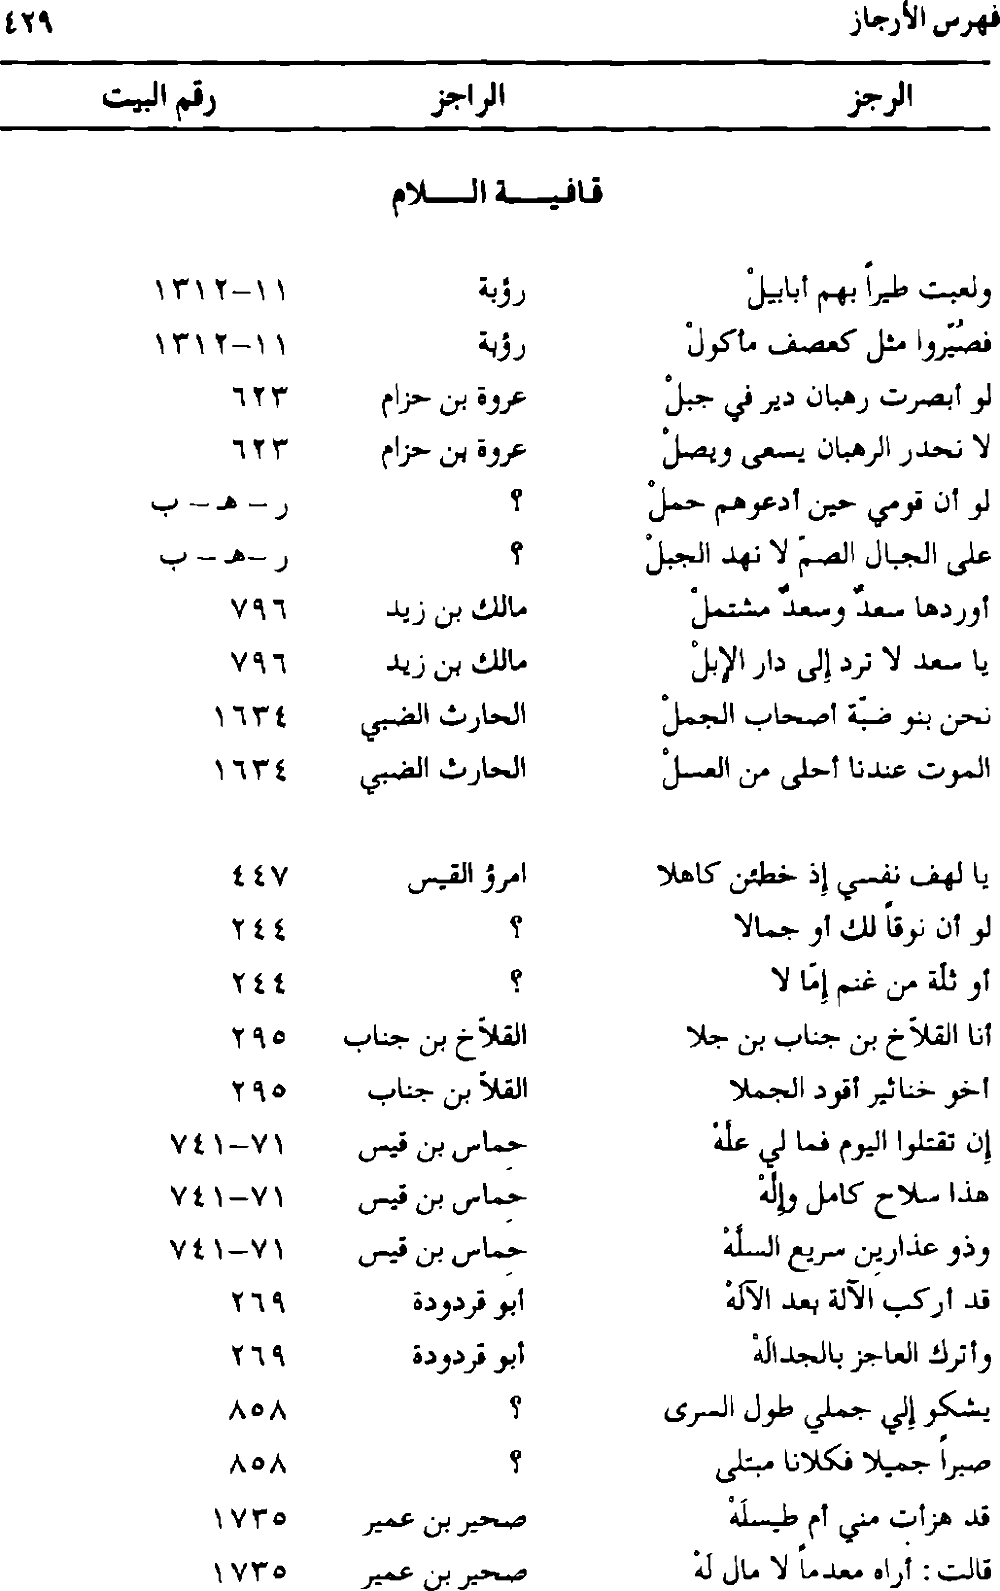 فهرس الأرجاز ٤٢٩
الرجز الراجز رقم البيت
قافيـــة الـــلام
ولعبت طيراً بهم أبابيلْ رؤبة ١١-١٣١٢
فصُيّروا مثل كعصف مأكولْ رؤبة ١١-١٣١٢
لو أبصرت رهبان دير في جبلْ عروة بن حزام ٦٢٣
لا نحدر الرهبان يسعى ويصلْ عروة بن حزام ٦٢٣
لو أن قومي حين أدعوهم حملْ ؟ ر - هـ - ب
على الجبال الصمّ لا نهد الجبلْ ؟ ر -هـ - ب
أوردها سعدٌ وسعدٌ مشتملْ مالك بن زيد ٧٩٦
يا سعد لا ترد إلى دار الإبلْ مالك بن زيد ٧٩٦
نحن بنو ضبّة أصحاب الجملْ الحارث الضبي ١٦٣٤
الموت عندنا أحلى من العسلْ الحارث الضبي ١٦٣٤
يا لهف نفسي إذ خطئن كاهلا امرؤ القيس ٤٤٧
لو أن نوقاً لك أو جمالا ؟ ٢٤٤
أو ثلّة من غنم إمّا لا ؟ ٢٤٤
أنا القلاّخ بن جناب بن جلا القلاّخ بن جناب ٢٩٥
أخو خنائير أقود الجملا القلاّ بن جناب ٢٩٥
إن تقتلوا اليوم فما لي علّهْ حِماس بن قيس ٧١-٧٤١
هذا سلاح كامل وإلّهْ حِماس بن قيس ٧١-٧٤١
وذو عذارين سريع السلّهْ حِماس بن قيس ٧١-٧٤١
قد أركب الآلة بعد الآلَهْ أبو قردودة ٢٦٩
وأترك العاجز بالجدالَهْ أبو قردودة ٢٦٩
يشكو إلي جملي طول السرى ؟ ٨٥٨
صبراً جميلا فكلانا مبتلى ؟ ٨٥٨
قد هزأت مني أم طيسلَهْ صحير بن عمير ١٧٣٥
قالت : أراه معدماً لا مال لَهْ صحير بن عمير ١٧٣٥